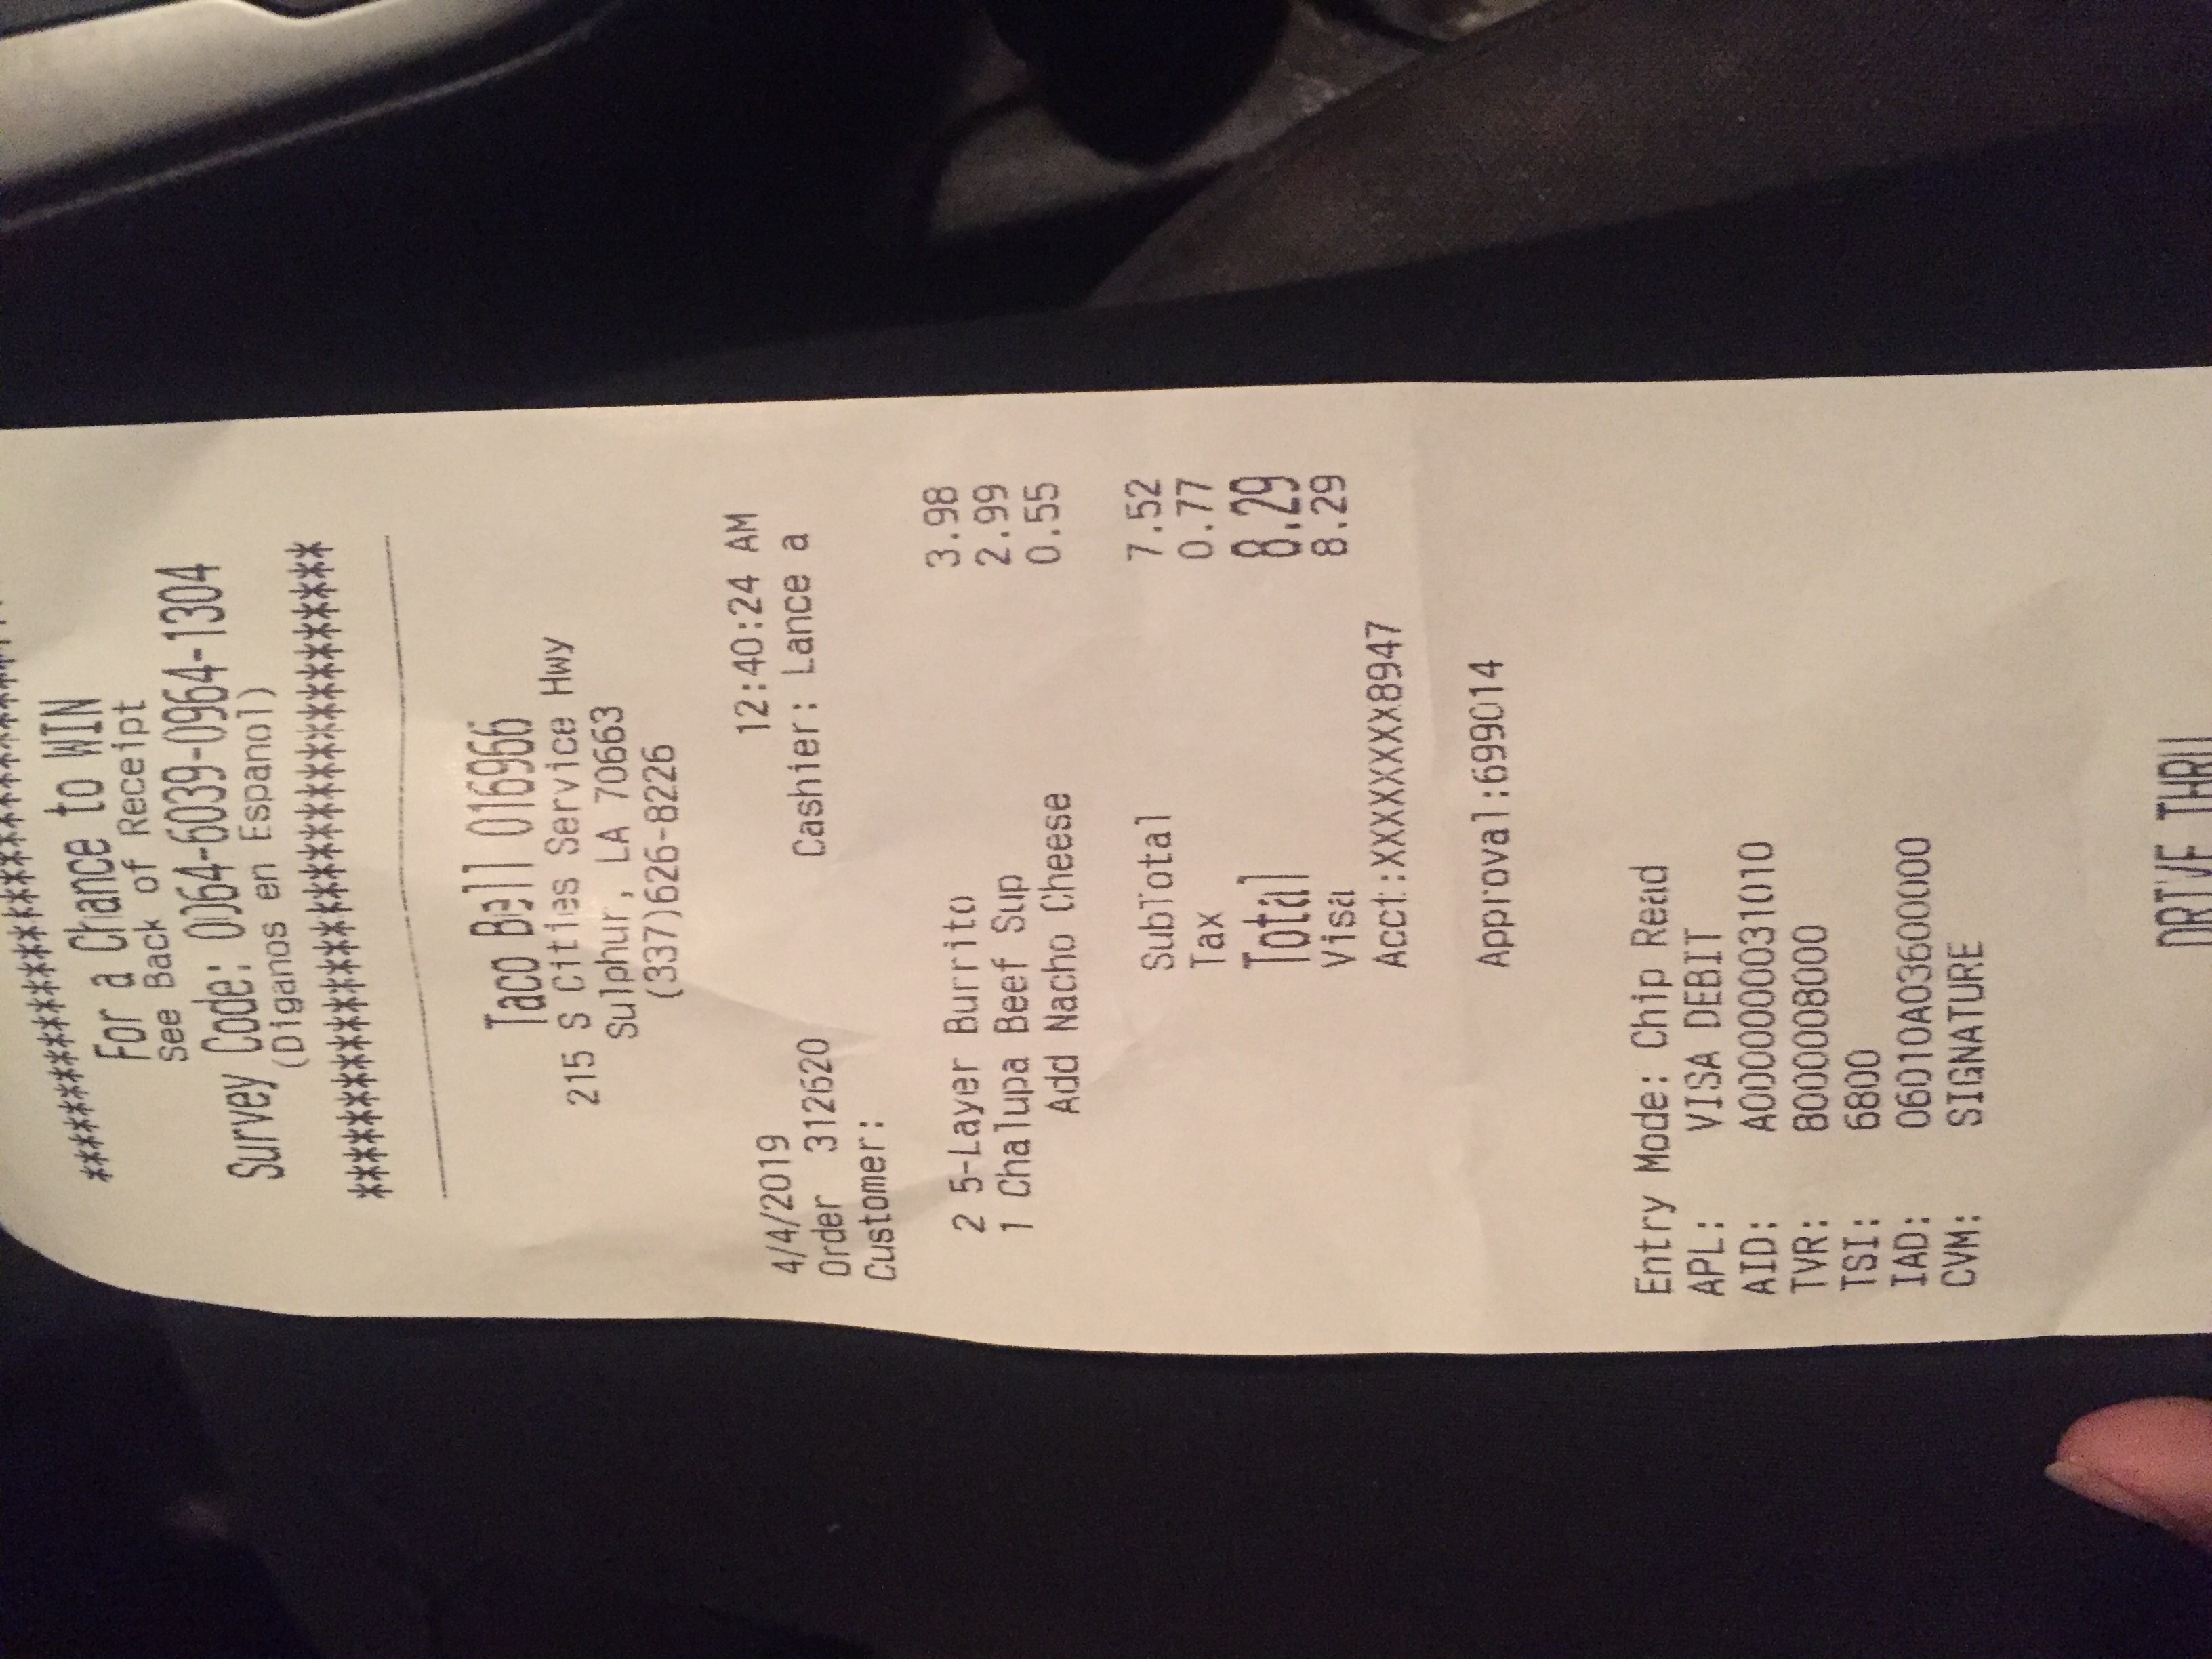 ******************************
For a Chance to WIN
See Back of Receipt
Survey Code: 0064-6039-0964-1304
(Diganos en Espanol)
******************************
Taco Bell 016966
215 S Cities Service Hwy
Sulphur, LA 70663
(337)626-8226
4/4/2019 12:40:24 AM
Order 312620 Cashier: Lance a
Customer:
2 5-Layer Burrito 3.98
1 Chalupa Beef Sup 2.99
Add Nacho Cheese 0.55
SubTotal 7.52
Tax 0.77
Total 8.29
Visa 8.29
Acct:XXXXXXXX8947
Approval:699014
Entry Mode: Chip Read
APL: VISA DEBIT
AID: A0000000031010
TVR: 8000008000
TSI: 6800
IAD: 06010A03600000
CVM: SIGNATURE
DRIVE THRU